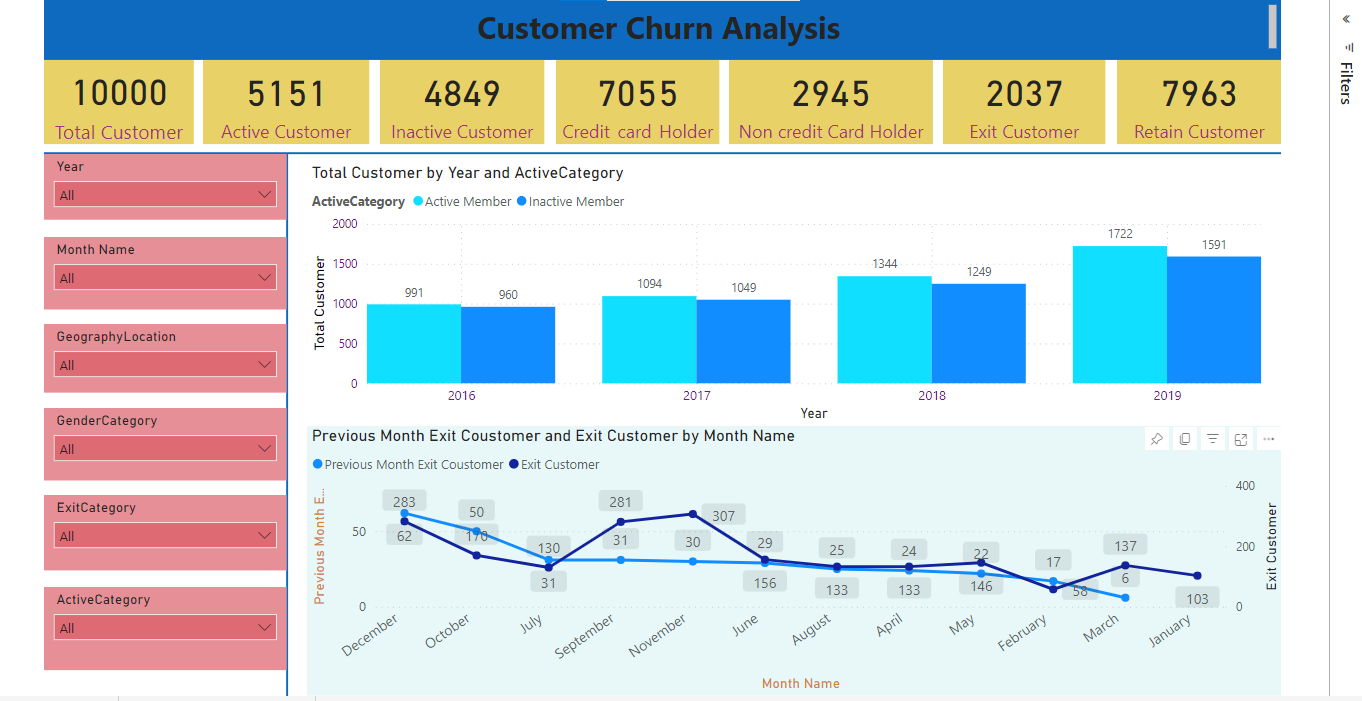 Customer Churn Analysis
10000
Total Customer
5151
Active Customer
4849
Inactive Customer
7055
Credit card Holder
2945
Non credit Card Holder
2037
Exit Customer
7963
Retain Customer
«
Filters
Year
All
Month Name
All
GeographyLocation
All
GenderCategory
All
ExitCategory
All
ActiveCategory
All
Total Customer by Year and ActiveCategory
ActiveCategory Active Member Inactive Member
Total Customer
2000
1500
1000
500
0
991 960 1094 1049 1344 1249 1722 1591
2016 2017 2018 2019
Year
Previous Month Exit Coustomer and Exit Customer by Month Name
Previous Month Exit Coustomer Exit Customer
Previous Month E...
50
0
283 50 130 281 307 29 25 24 22 17 137
62 170 31 31 30 156 133 133 146 58 6 103
400
200
0
Exit Customer
December October July September November June August April May February March January
Month Name